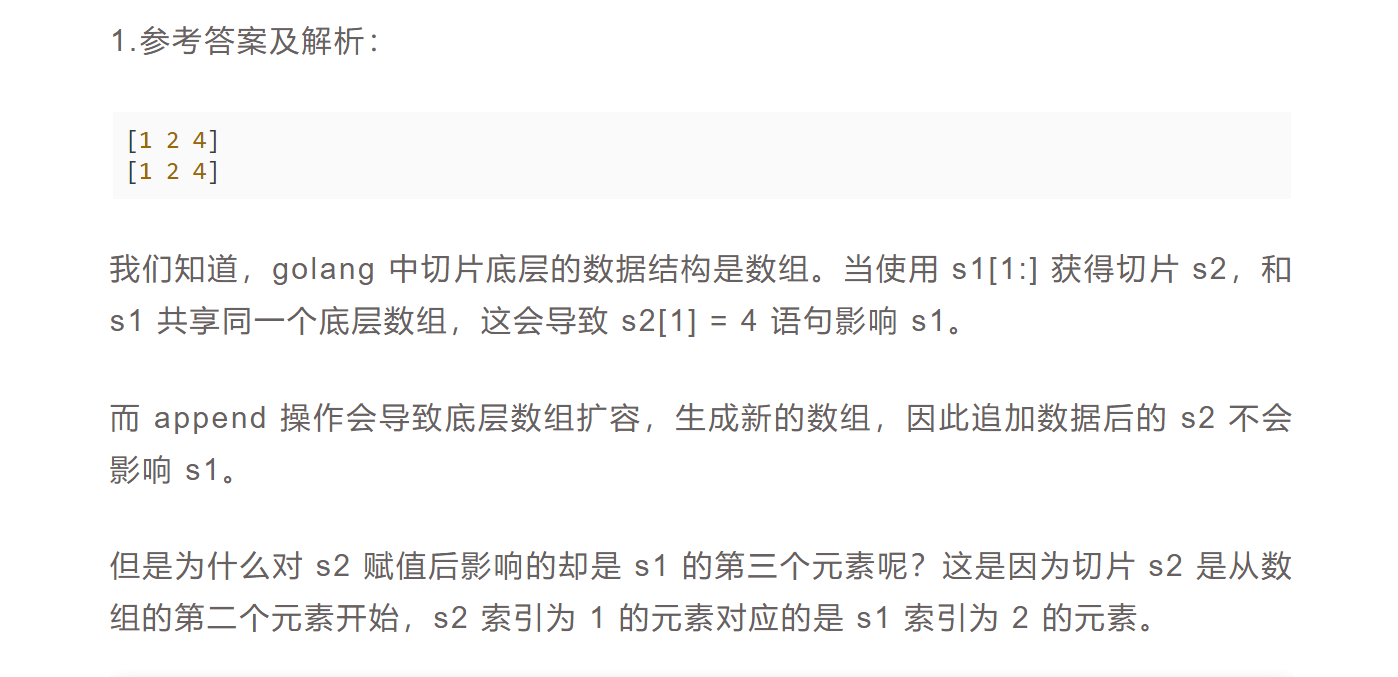 1.参考答案及解析：
[1 2 4]
[1 2 4]
我们知道，golang 中切片底层的数据结构是数组。当使用 s1[1:] 获得切片 s2，和
s1 共享同一个底层数组，这会导致 s2[1] = 4 语句影响 s1。
而 append 操作会导致底层数组扩容，生成新的数组，因此追加数据后的 s2 不会
影响 s1。
但是为什么对 s2 赋值后影响的却是 s1 的第三个元素呢？这是因为切片 s2 是从数
组的第二个元素开始，s2 索引为 1 的元素对应的是 s1 索引为 2 的元素。